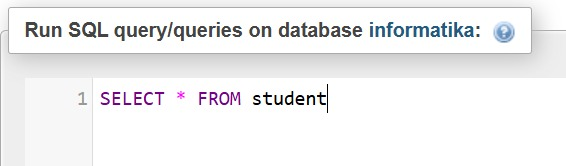 Run SQL query/queries on database informatika:
1 SELECT * FROM student